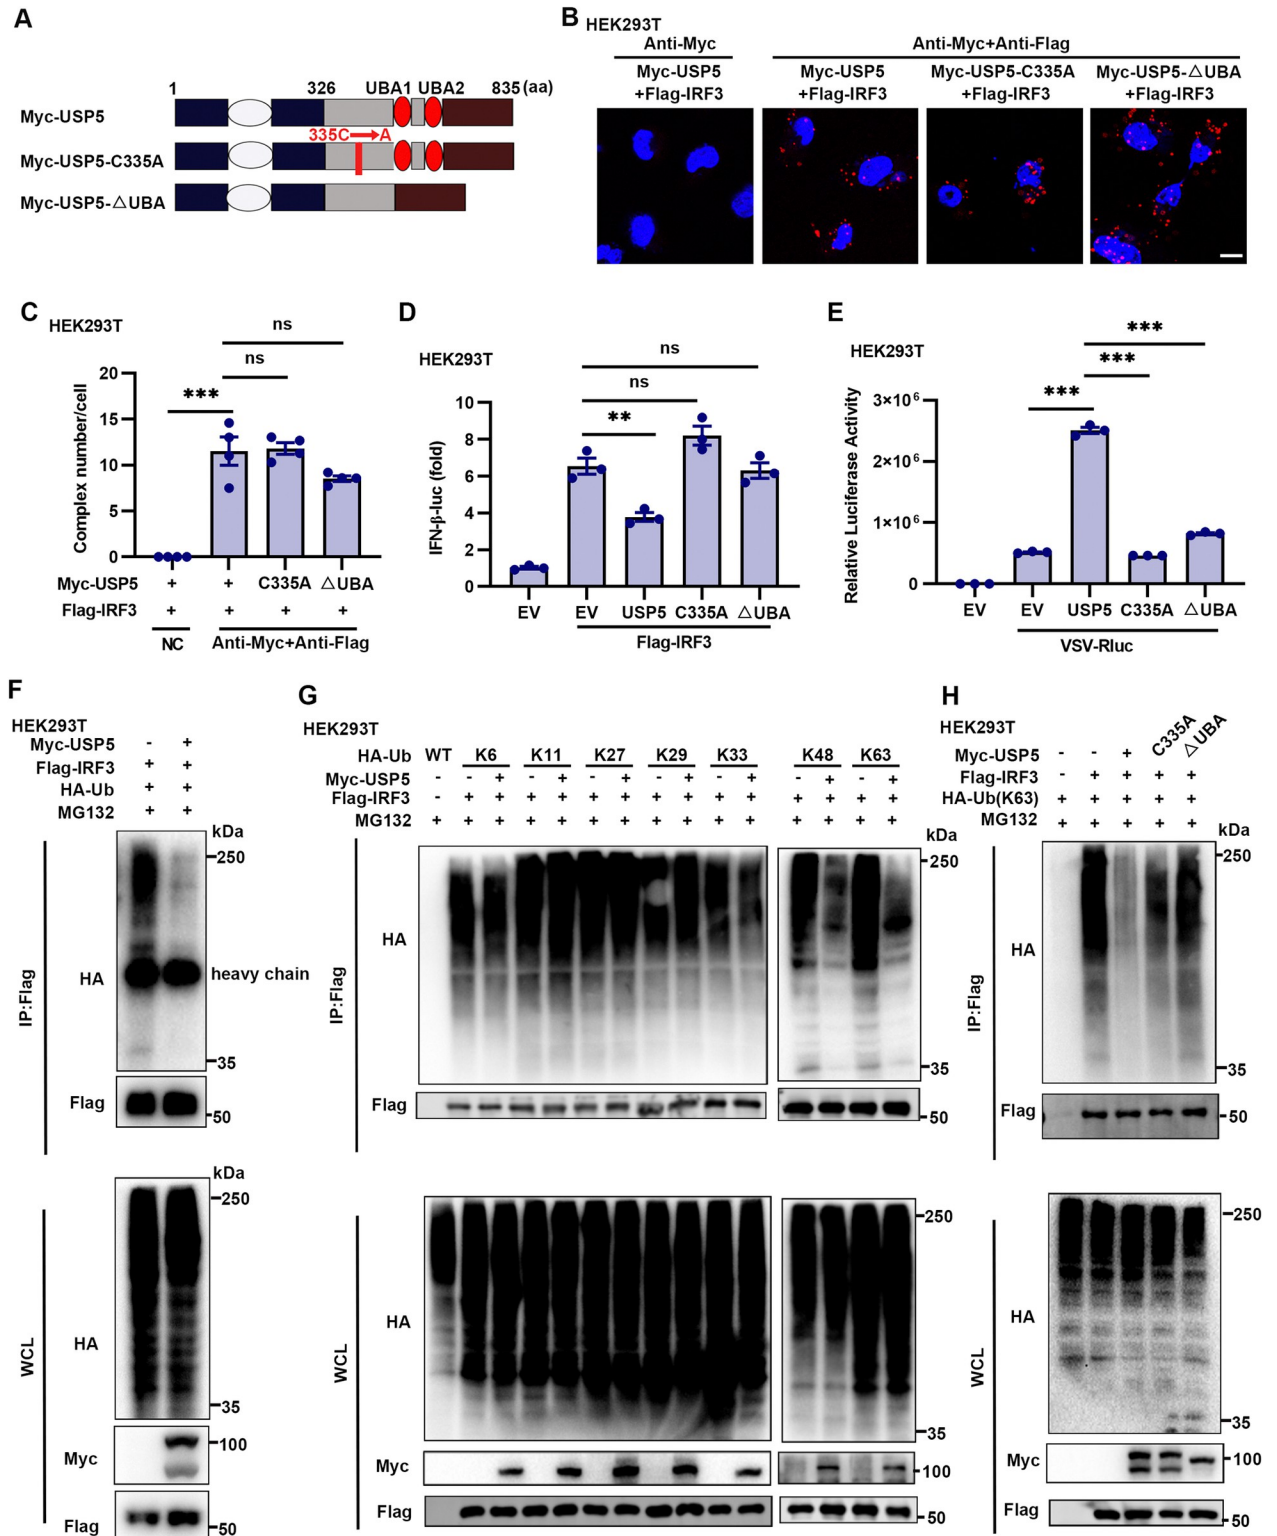 A
1 326 UBA1 UBA2 835 (aa)
Myc-USP5
335C→A
Myc-USP5-C335A
Myc-USP5-△UBA
B
HEK293T
Anti-Myc Anti-Myc+Anti-Flag
Myc-USP5 Myc-USP5 Myc-USP5-C335A Myc-USP5-△UBA
+Flag-IRF3 +Flag-IRF3 +Flag-IRF3 +Flag-IRF3
C
HEK293T
ns
ns
***
Complex number/cell
20
15
10
5
0
Myc-USP5 + + C335A △UBA
Flag-IRF3 + + + +
NC Anti-Myc+Anti-Flag
D
HEK293T
ns
ns
**
IFN-β-luc (fold)
10
8
6
4
2
0
EV EV USP5 C335A △UBA
Flag-IRF3
E
HEK293T
***
***
***
Relative Luciferase Activity
3×10⁶
2×10⁶
1×10⁶
0
EV EV USP5 C335A △UBA
VSV-Rluc
F
HEK293T
Myc-USP5 - +
Flag-IRF3 + +
HA-Ub + +
MG132 + +
kDa
250
IP:Flag
HA
heavy chain
35
Flag
50
kDa
250
WCL
HA
35
Myc
100
Flag
50
G
HEK293T
HA-Ub WT K6 K11 K27 K29 K33 K48 K63
Myc-USP5 - - + - + - + - + - + - + - +
Flag-IRF3 - + + + + + + + + + + + + + +
MG132 + + + + + + + + + + + + + + +
kDa
250
IP:Flag
HA
35
Flag
50
250
WCL
HA
35
Myc
100
Flag
50
H
HEK293T
Myc-USP5 - - + C335A △UBA
Flag-IRF3 - + + + +
HA-Ub(K63) + + + + +
MG132 + + + + +
kDa
250
IP:Flag
HA
35
Flag
50
250
WCL
HA
35
Myc
100
Flag
50